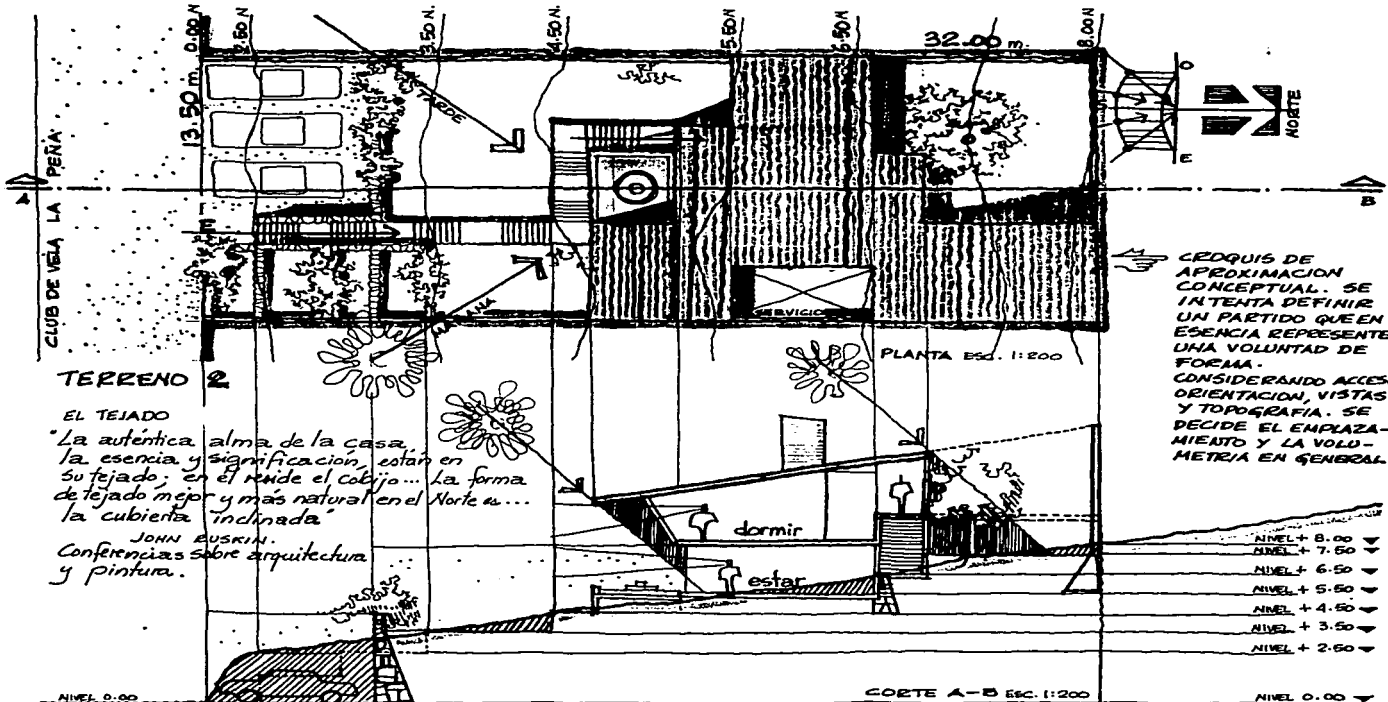 0.00 N.
2.50 N
3.50 N.
4.50 N.
5.50 N
6.50 N
32.00
8.00 N
13.50 m.
CLUB DE VELA LA PEÑA
TARDE
MAÑANA
SERVICIO
O
E
NORTE
A
B
PLANTA ESC. 1:200
CROQUIS DE
APROXIMACION
CONCEPTUAL. SE
INTENTA DEFINIR
UN PARTIDO QUE EN
ESENCIA REPRESENTE
UNA VOLUNTAD DE
FORMA.
CONSIDERANDO ACCES
ORIENTACION, VISTAS
Y TOPOGRAFIA. SE
DECIDE EL EMPLAZA-
MIENTO Y LA VOLU-
METRIA EN GENERAL
TERRENO 2
EL TEJADO
"La auténtica alma de la casa,
la esencia y significación, están en
su tejado; en él reside el cobijo... La forma
de tejado mejor y más natural en el Norte es...
la cubierta inclinada"
JOHN RUSKIN.
Conferencias sobre arquitectura
y pintura.
dormir
estar
NIVEL + 8.00
NIVEL + 7.50
NIVEL + 6.50
NIVEL + 5.50
NIVEL + 4.50
NIVEL + 3.50
NIVEL + 2.50
NIVEL 0.00
CORTE A-B ESC. 1:200
NIVEL 0.00